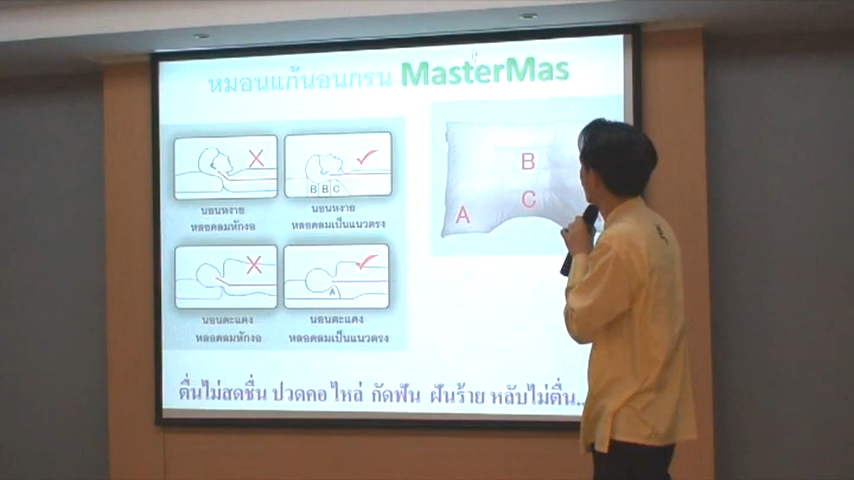 หมอนแก้นอนกรน MasterMas
B
C
A
B B C
นอนหงาย
หลอดลมหักงอ
นอนหงาย
หลอดลมเป็นแนวตรง
A
นอนตะแคง
หลอดลมหักงอ
นอนตะแคง
หลอดลมเป็นแนวตรง
ตื่นไม่สดชื่น ปวดคอ ไหล่ กัดฟัน ฝันร้าย หลับไม่ตื่น..